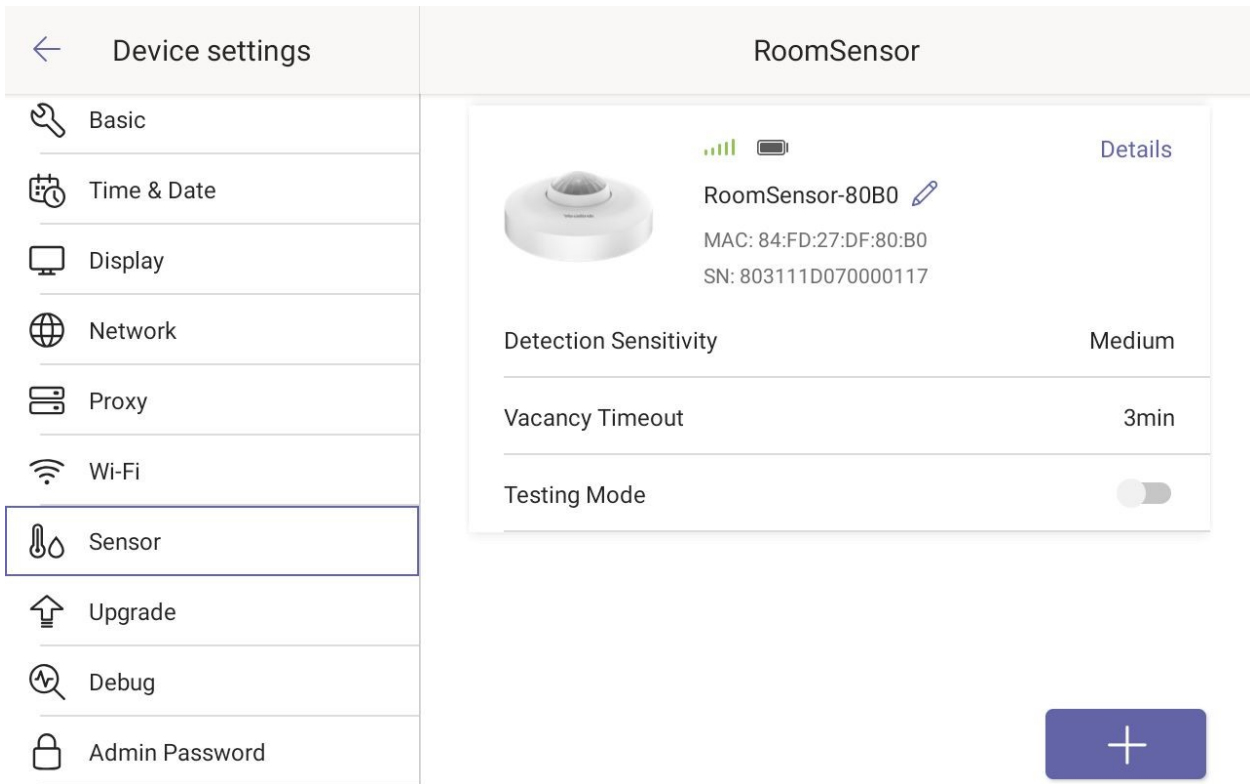 Device settings
RoomSensor
Basic
Time & Date
Display
Network
Proxy
Wi-Fi
Sensor
Upgrade
Debug
Admin Password
Details
RoomSensor-80B0
MAC: 84:FD:27:DF:80:B0
SN: 803111D070000117
Detection Sensitivity
Medium
Vacancy Timeout
3min
Testing Mode